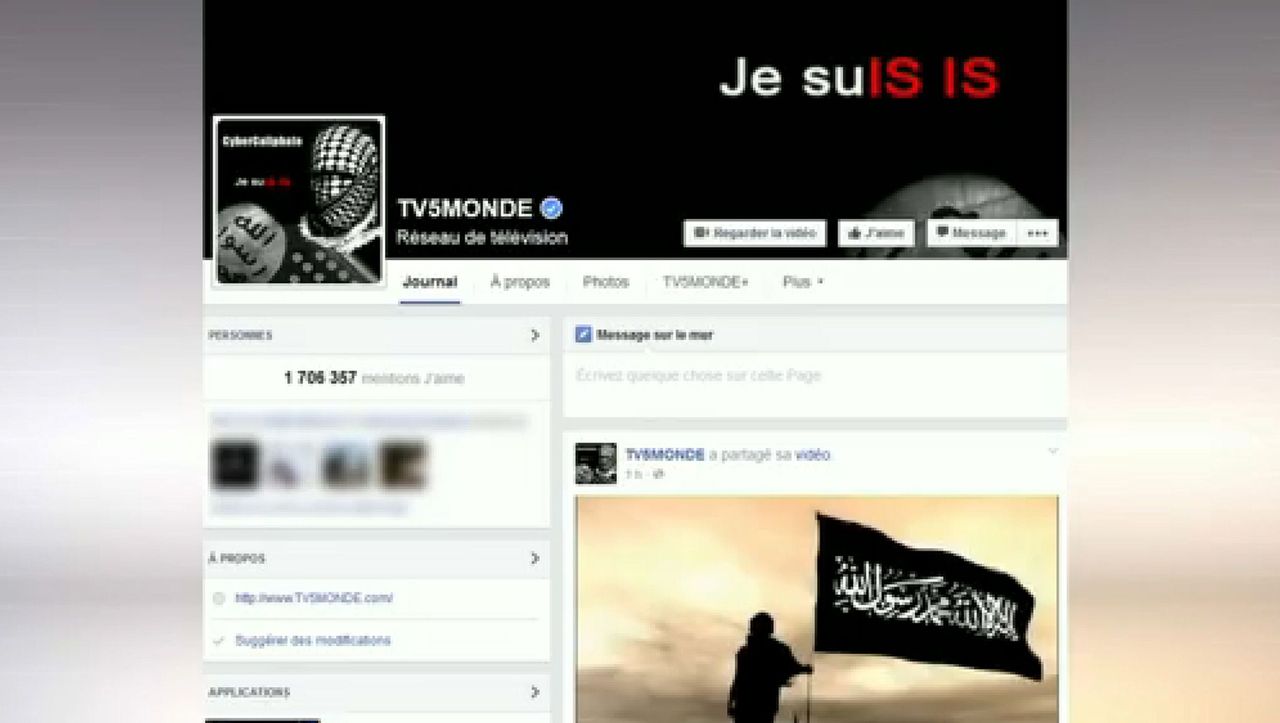 Je suIS IS
CyberCaliphate
Je suIS IS
الله
رسول
TV5MONDE
Réseau de télévision
Regarder la vidéo
J'aime
Message
•••
Journal
À propos
Photos
TV5MONDE+
Plus
PERSONNES
1 706 357 mentions J'aime
Message sur le mur
Écrivez quelque chose sur cette Page
TV5MONDE a partagé sa vidéo
لا إله إلا الله محمد رسول الله
À PROPOS
http://www.TV5MONDE.com/
Suggérer des modifications
APPLICATIONS